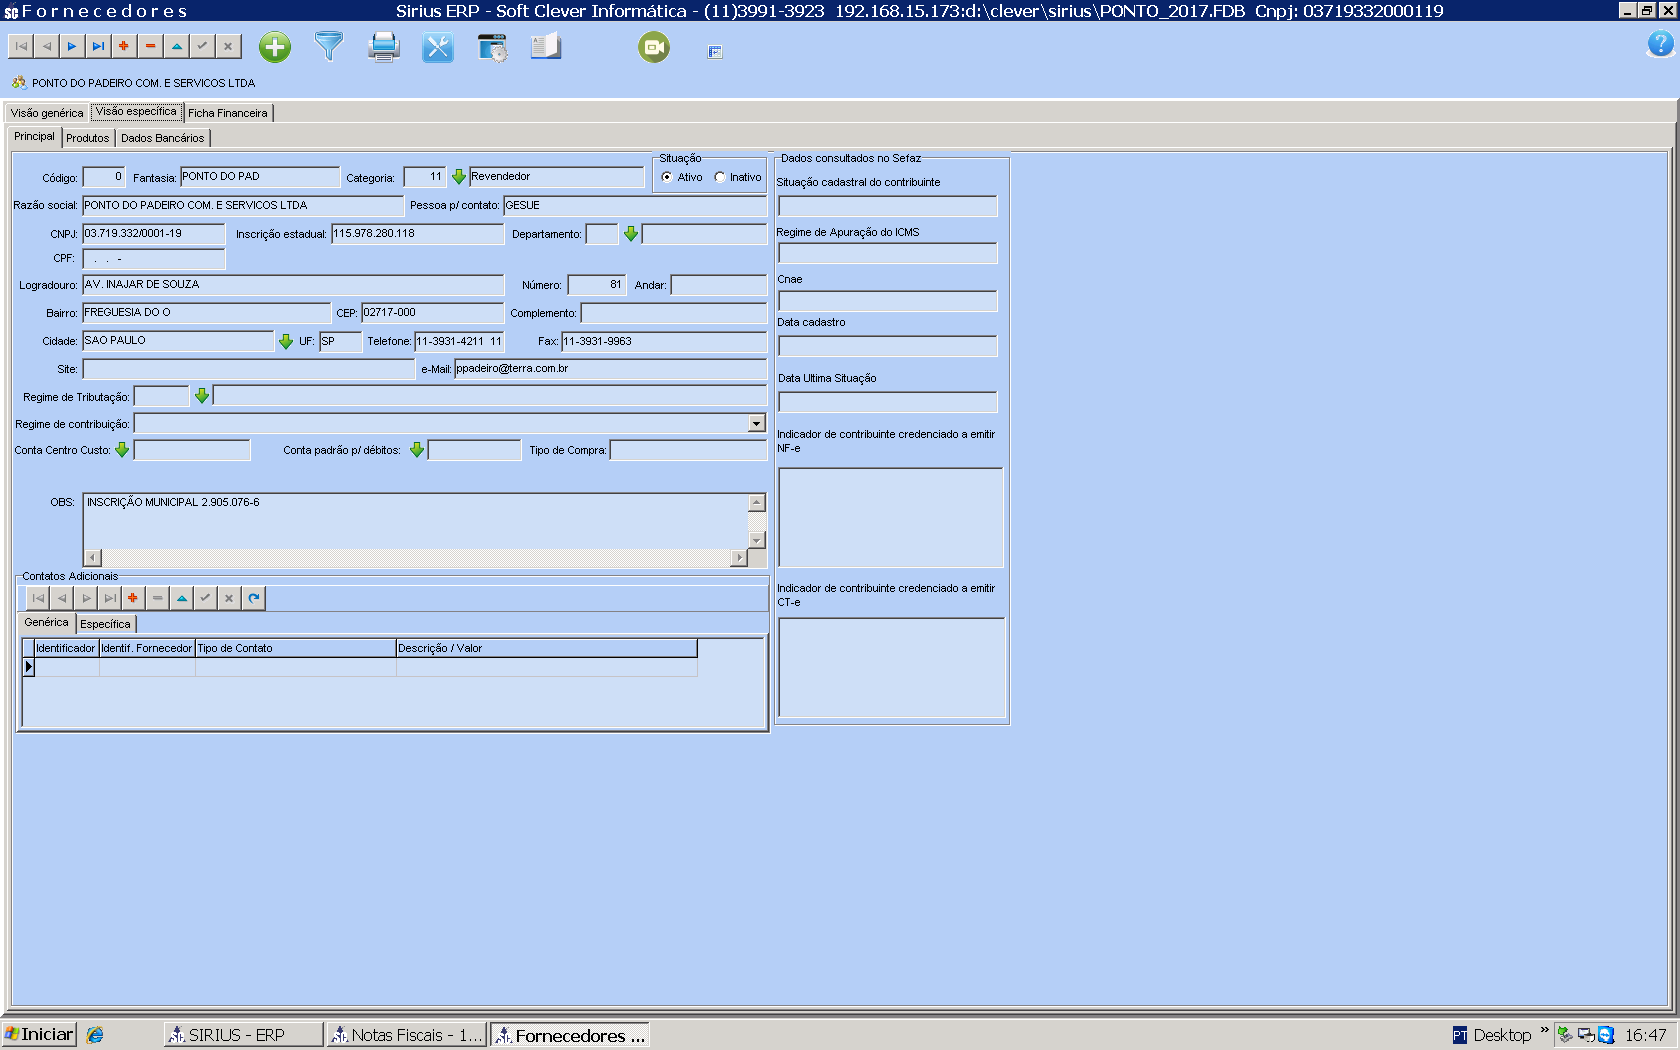 Fornecedores Sirius ERP - Soft Clever Informática - (11)3991-3923 192.168.15.173:d:\clever\sirius\PONTO_2017.FDB Cnpj: 03719332000119
PONTO DO PADEIRO COM. E SERVICOS LTDA
Visão genérica Visão específica Ficha Financeira
Principal Produtos Dados Bancários
Situação
Código: 0 Fantasia: PONTO DO PAD Categoria: 11 Revendedor Ativo Inativo
Razão social: PONTO DO PADEIRO COM. E SERVICOS LTDA Pessoa p/ contato: GESUE
CNPJ: 03.719.332/0001-19 Inscrição estadual: 115.978.280.118 Departamento:
CPF: . . -
Logradouro: AV. INAJAR DE SOUZA Número: 81 Andar:
Bairro: FREGUESIA DO O CEP: 02717-000 Complemento:
Cidade: SAO PAULO UF: SP Telefone: 11-3931-4211 11 Fax: 11-3931-9963
Site: e-Mail: ppadeiro@terra.com.br
Regime de Tributação:
Regime de contribuição:
Conta Centro Custo: Conta padrão p/ débitos: Tipo de Compra:
OBS: INSCRIÇÃO MUNICIPAL 2.905.076-6
Contatos Adicionais
Genérica Específica
Identificador Identif. Fornecedor Tipo de Contato Descrição / Valor
Dados consultados no Sefaz
Situação cadastral do contribuinte
Regime de Apuração do ICMS
Cnae
Data cadastro
Data Ultima Situação
Indicador de contribuinte credenciado a emitir
NF-e
Indicador de contribuinte credenciado a emitir
CT-e
Iniciar SIRIUS - ERP Notas Fiscais - 1... Fornecedores ... PT Desktop » 16:47